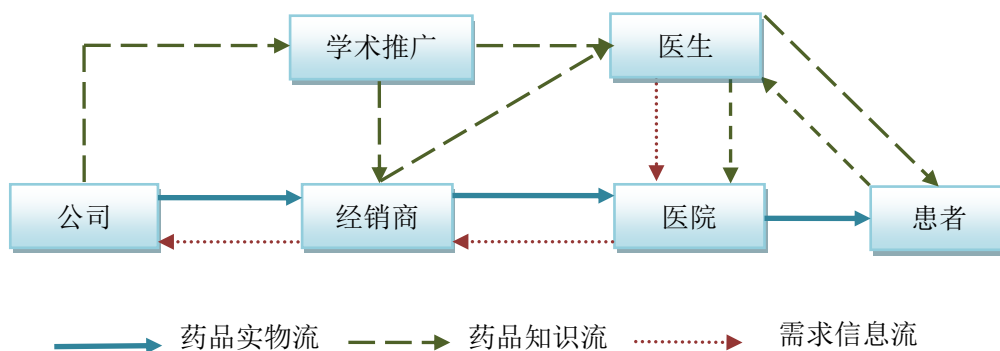 学术推广
医生
公司
经销商
医院
患者
药品实物流
药品知识流
需求信息流